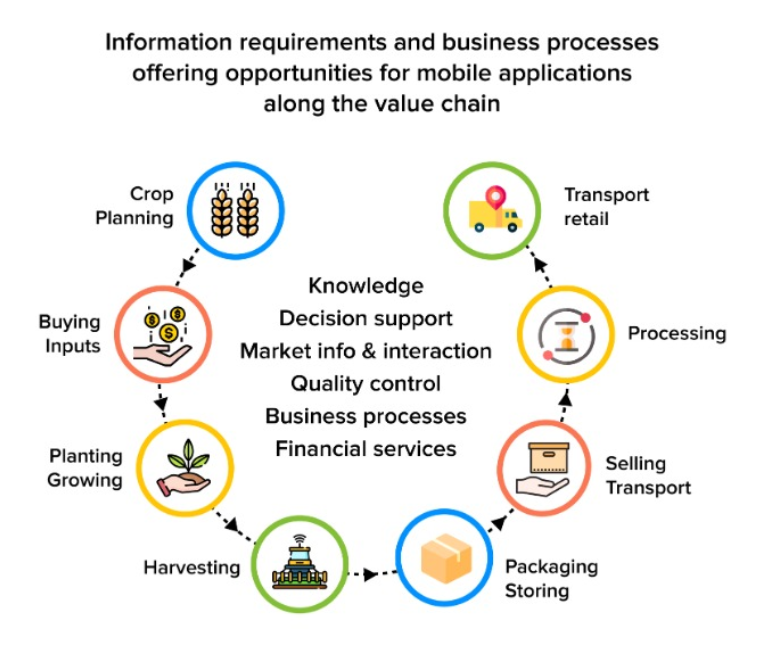 Information requirements and business processes
offering opportunities for mobile applications
along the value chain
Crop
Planning
Transport
retail
Buying
Inputs
Knowledge
Decision support
Market info & interaction
Quality control
Business processes
Financial services
Processing
Planting
Growing
Selling
Transport
Harvesting
Packaging
Storing